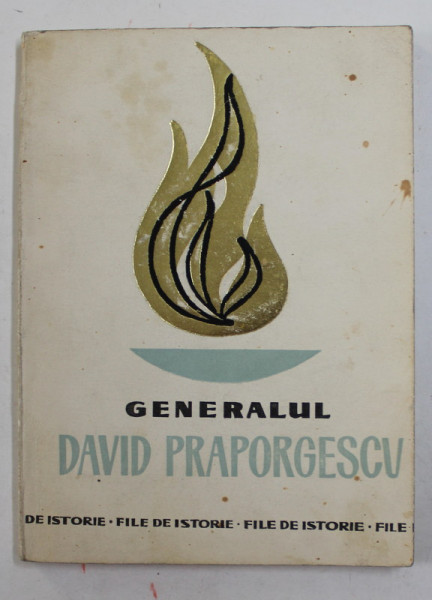 GENERALUL
DAVID PRAPORGESCU
DE ISTORIE • FILE DE ISTORIE • FILE DE ISTORIE • FILE